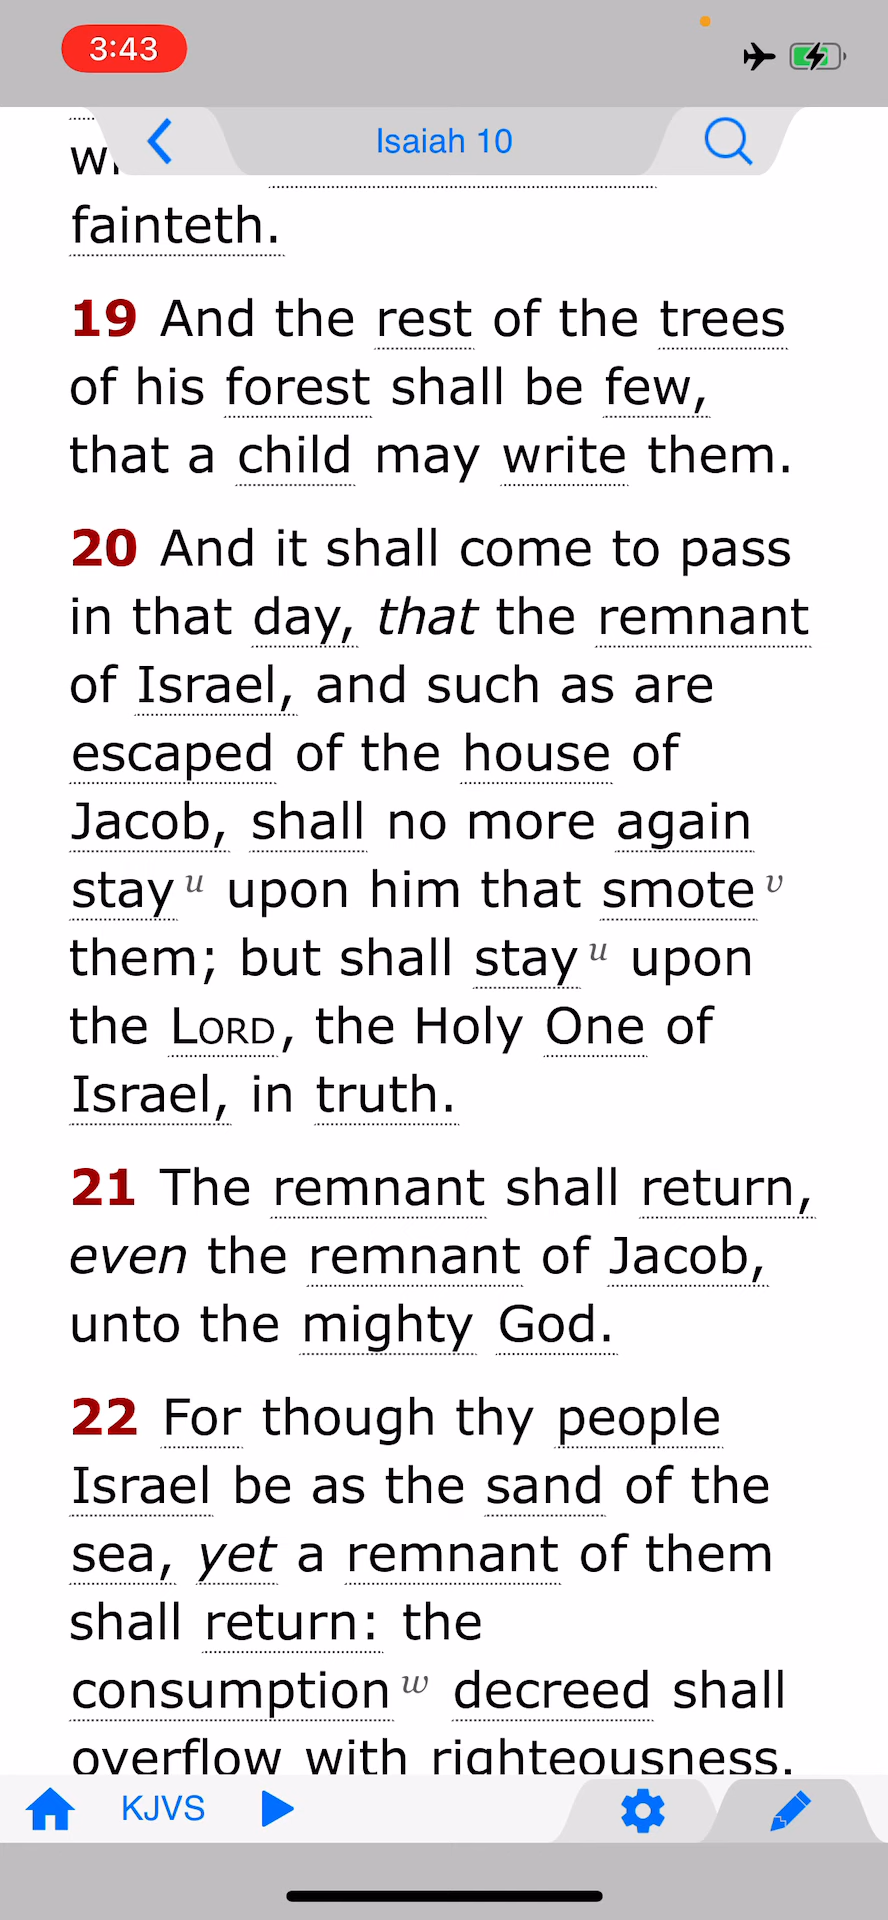 3:43
Isaiah 10
fainteth.
19 And the rest of the trees
of his forest shall be few,
that a child may write them.
20 And it shall come to pass
in that day, that the remnant
of Israel, and such as are
escaped of the house of
Jacob, shall no more again
stay u upon him that smote v
them; but shall stay u upon
the LORD, the Holy One of
Israel, in truth.
21 The remnant shall return,
even the remnant of Jacob,
unto the mighty God.
22 For though thy people
Israel be as the sand of the
sea, yet a remnant of them
shall return: the
consumption w decreed shall
overflow with righteousness.
KJVS